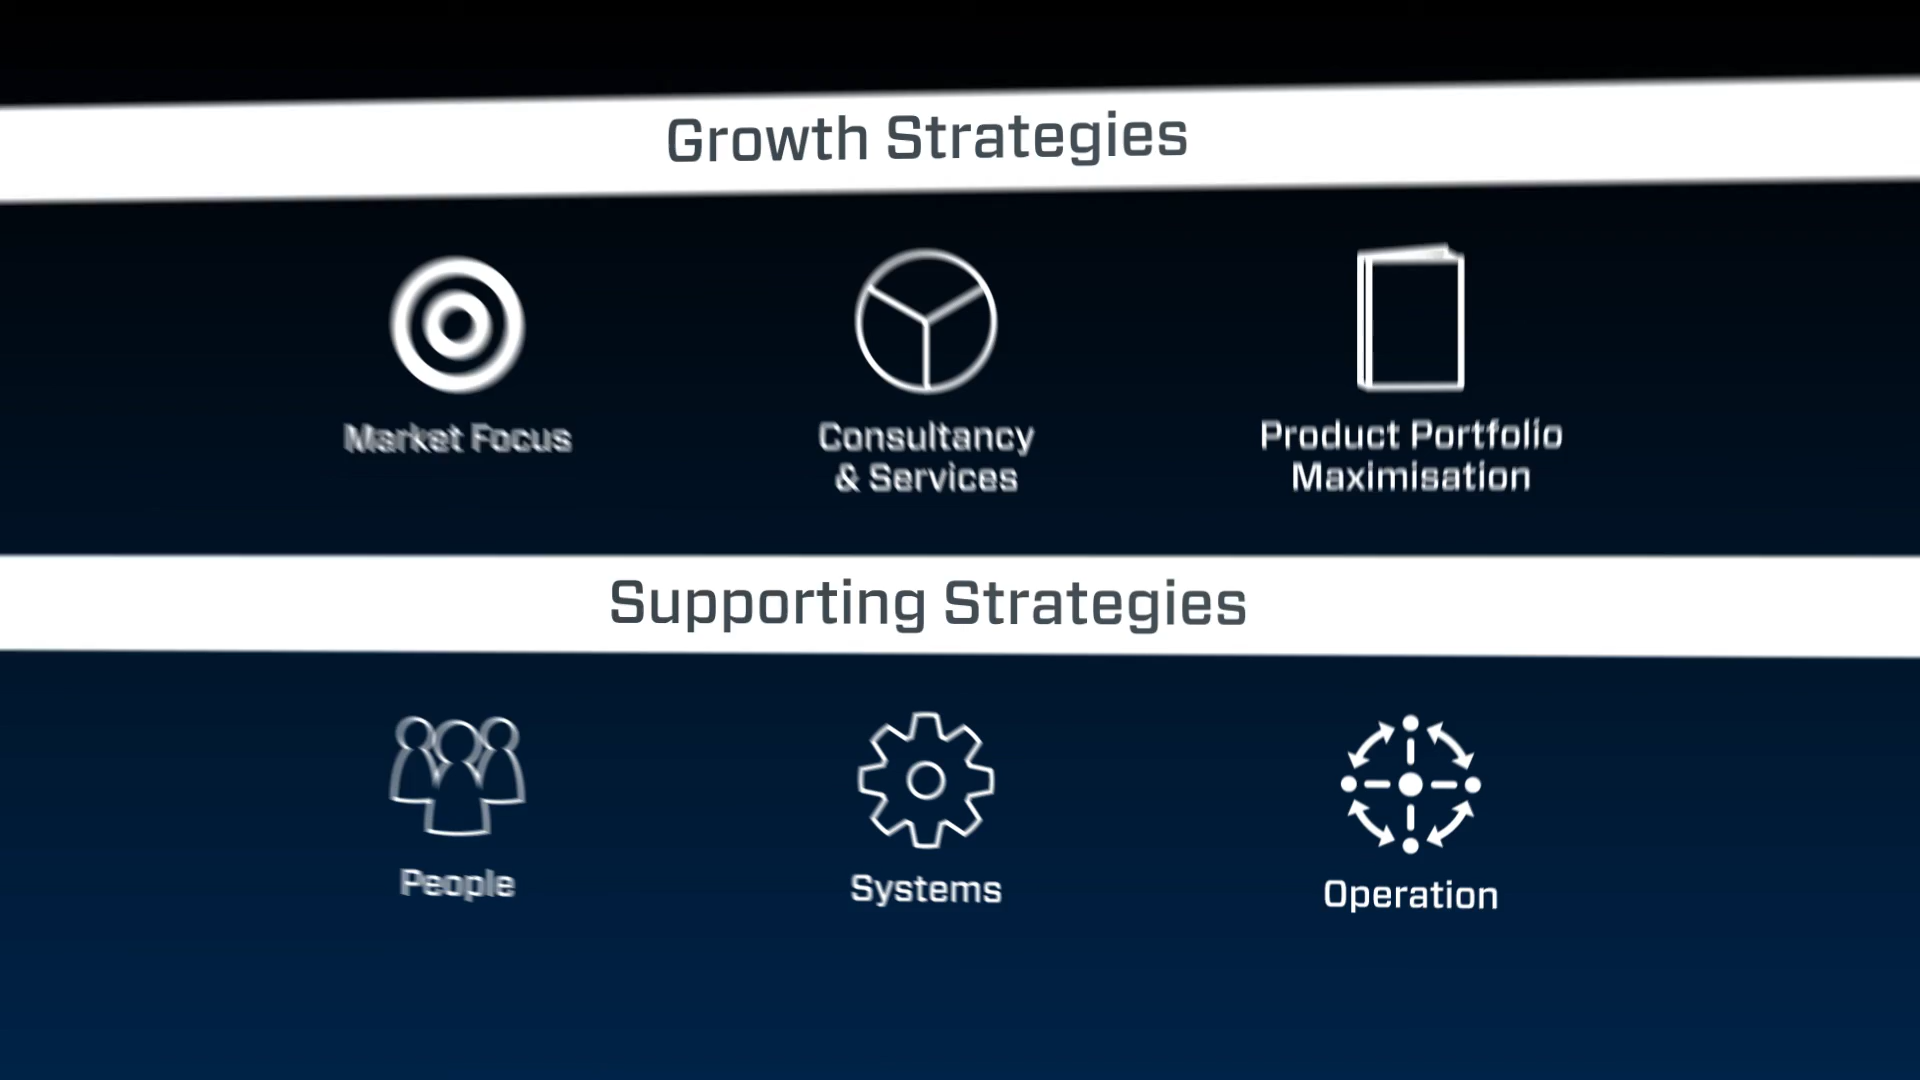 Growth Strategies
Market Focus
Consultancy
& Services
Product Portfolio
Maximisation
Supporting Strategies
People
Systems
Operation